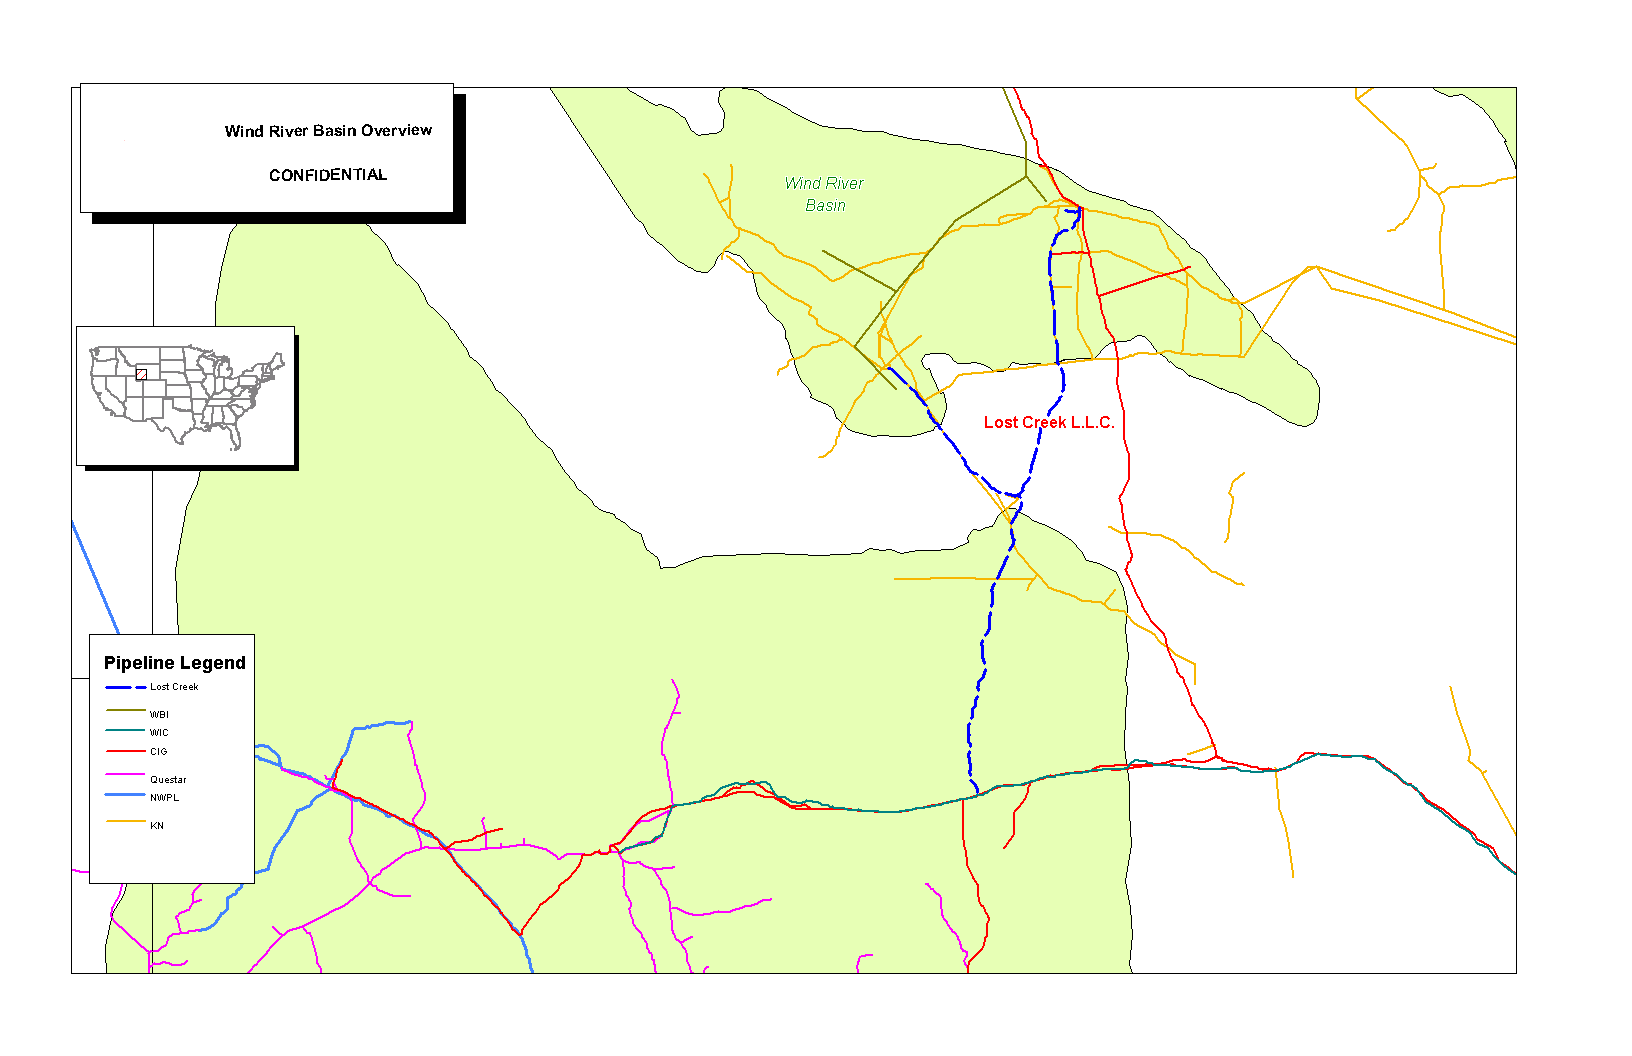 Wind River Basin Overview
CONFIDENTIAL
Wind River
Basin
Lost Creek L.L.C.
Pipeline Legend
Lost Creek
WBI
WIC
CIG
Questar
NWPL
KN